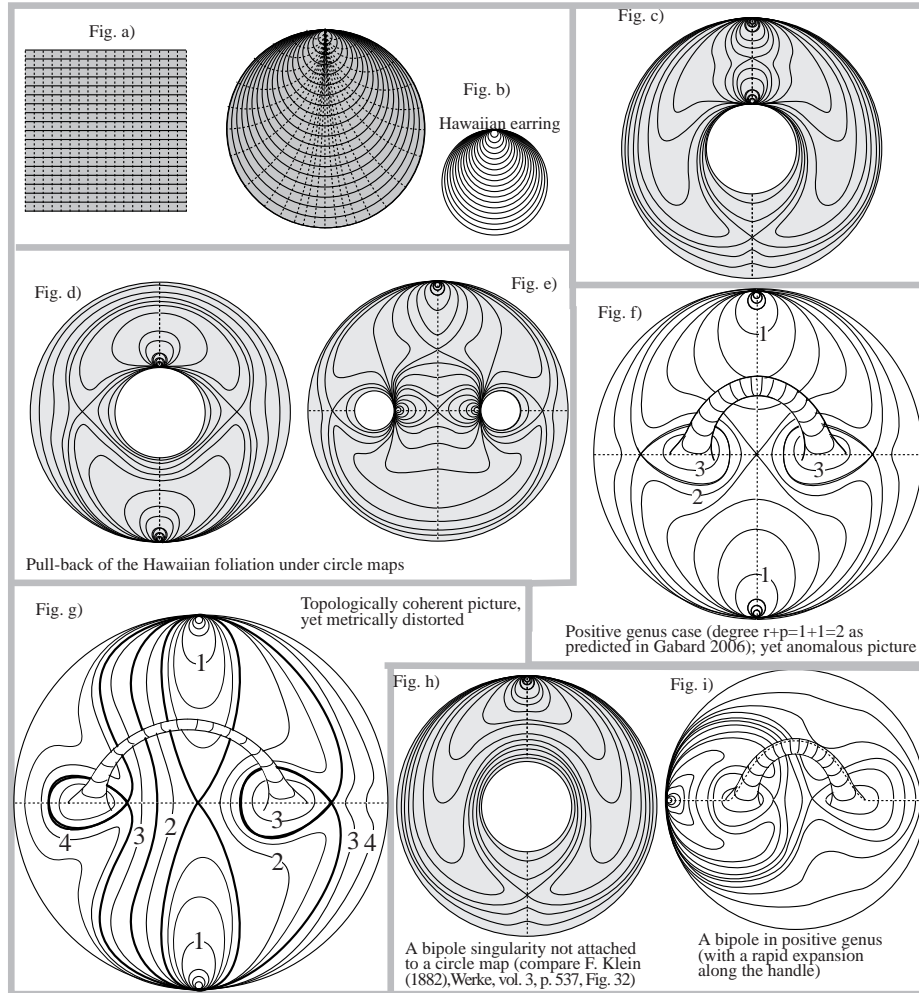 Fig. a)
Fig. b)
Hawaiian earring
Fig. c)
Fig. d)
Fig. e)
Pull-back of the Hawaiian foliation under circle maps
Fig. f)
1
3
3
2
1
Positive genus case (degree r+p=1+1=2 as
predicted in Gabard 2006); yet anomalous picture
Fig. g)
Topologically coherent picture,
yet metrically distorted
1
4
3
2
3
2
3
4
1
Fig. h)
A bipole singularity not attached
to a circle map (compare F. Klein
(1882),Werke, vol. 3, p. 537, Fig. 32)
Fig. i)
A bipole in positive genus
(with a rapid expansion
along the handle)